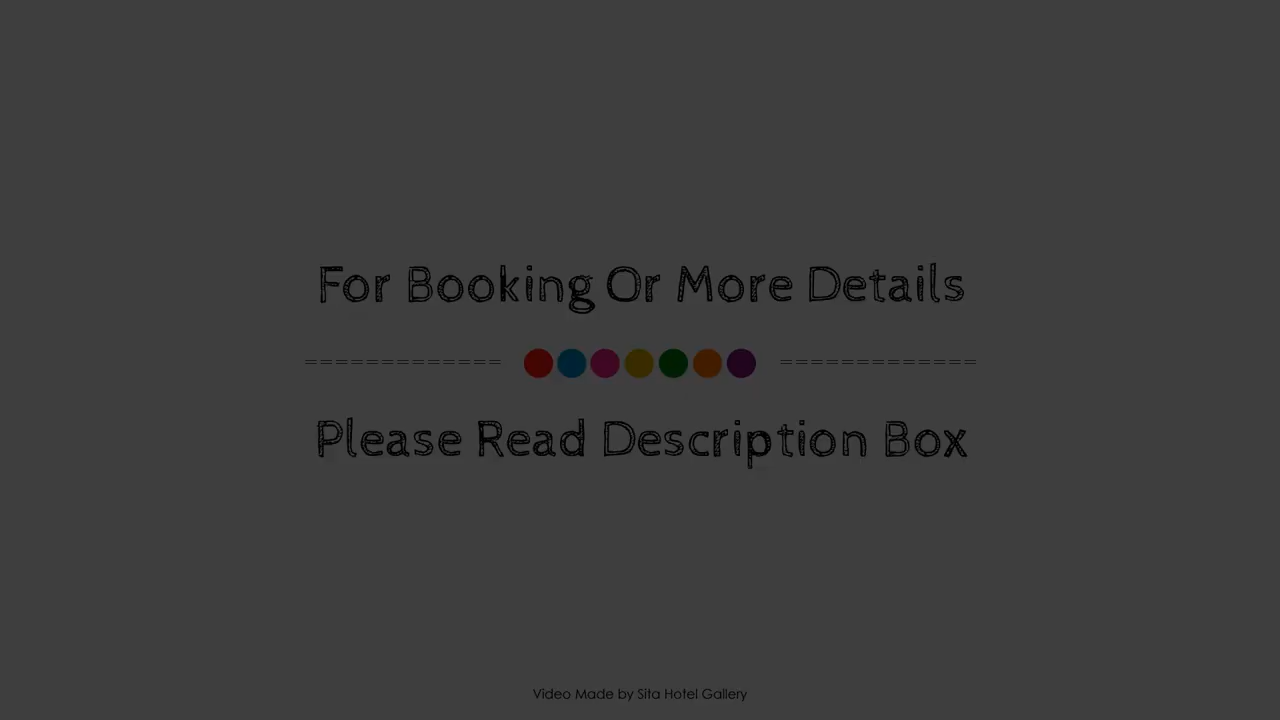 For Booking Or More Details
============= =============
Please Read Description Box
Video Made by Sita Hotel Gallery